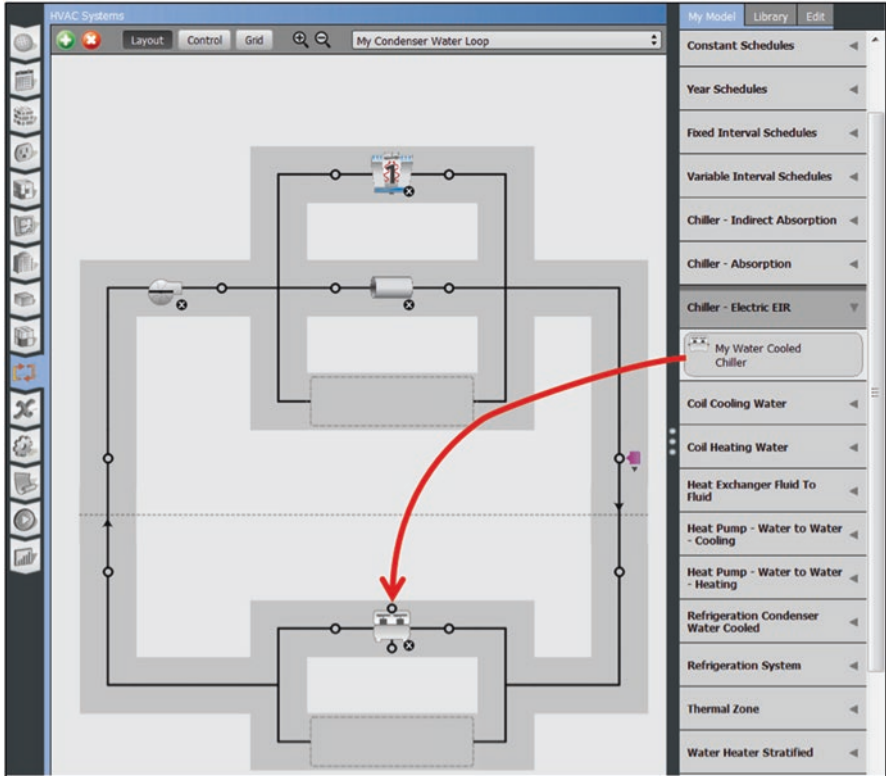 HVAC Systems
Layout Control Grid My Condenser Water Loop
1
My Model Library Edit
Constant Schedules
Year Schedules
Fixed Interval Schedules
Variable Interval Schedules
Chiller - Indirect Absorption
Chiller - Absorption
Chiller - Electric EIR
My Water Cooled
Chiller
Coil Cooling Water
Coil Heating Water
Heat Exchanger Fluid To
Fluid
Heat Pump - Water to Water
- Cooling
Heat Pump - Water to Water
- Heating
Refrigeration Condenser
Water Cooled
Refrigeration System
Thermal Zone
Water Heater Stratified